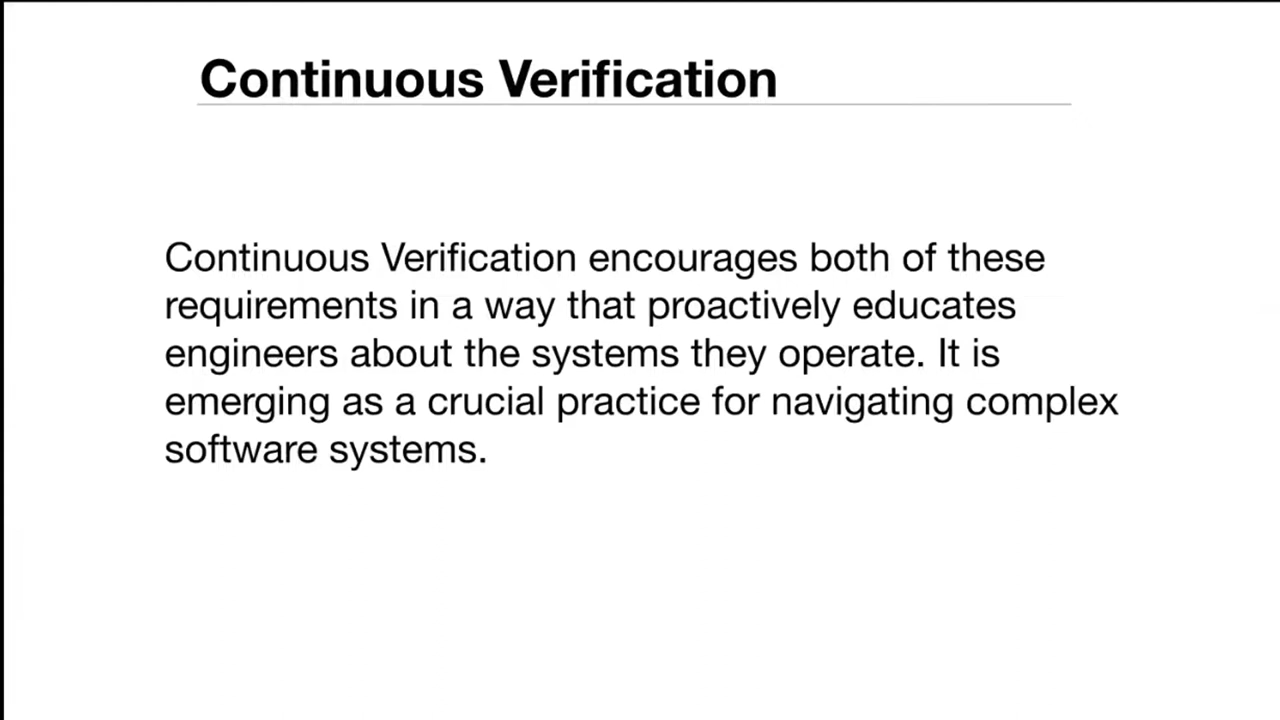 Continuous Verification
Continuous Verification encourages both of these
requirements in a way that proactively educates
engineers about the systems they operate. It is
emerging as a crucial practice for navigating complex
software systems.